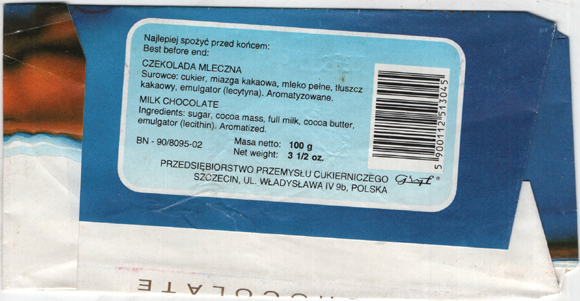 Najlepiej spożyć przed końcem:
Best before end:
CZEKOLADA MLECZNA
Surowce: cukier, miazga kakaowa, mleko pełne, tłuszcz
kakaowy, emulgator (lecytyna). Aromatyzowane.
MILK CHOCOLATE
Ingredients: sugar, cocoa mass, full milk, cocoa butter,
emulgator (lecithin). Aromatized.
BN - 90/8095-02
Masa netto: 100 g
Net weight: 3 1/2 oz.
PRZEDSIĘBIORSTWO PRZEMYSŁU CUKIERNICZEGO Gryf ®
SZCZECIN, UL. WŁADYSŁAWA IV 9b, POLSKA
5 900312 513045
HOCOLATE